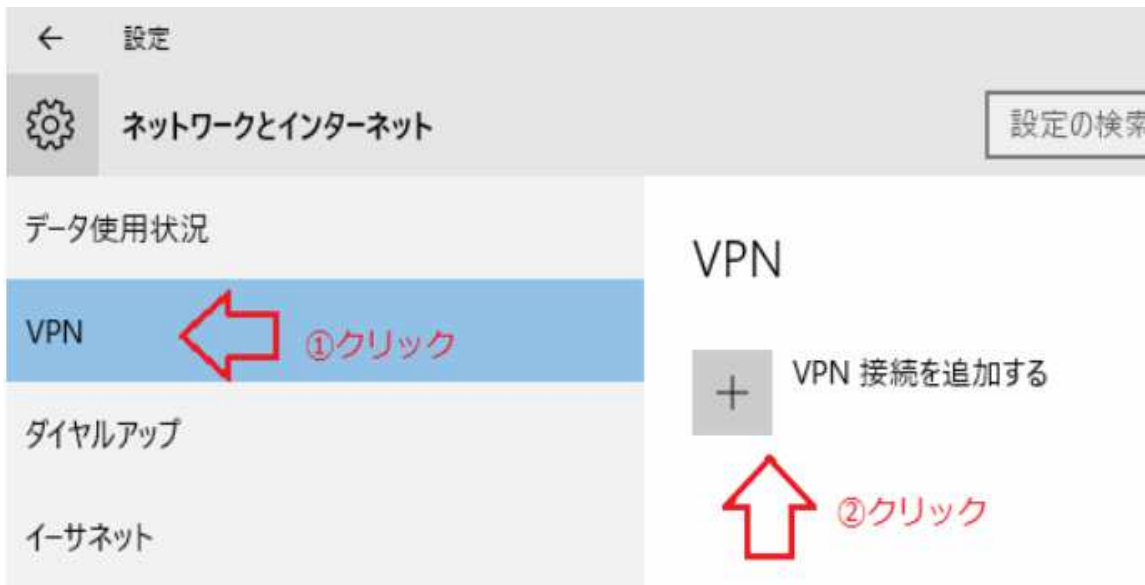 設定
ネットワークとインターネット
設定の検索
データ使用状況
VPN
①クリック
ダイヤルアップ
イーサネット
VPN
VPN 接続を追加する
②クリック